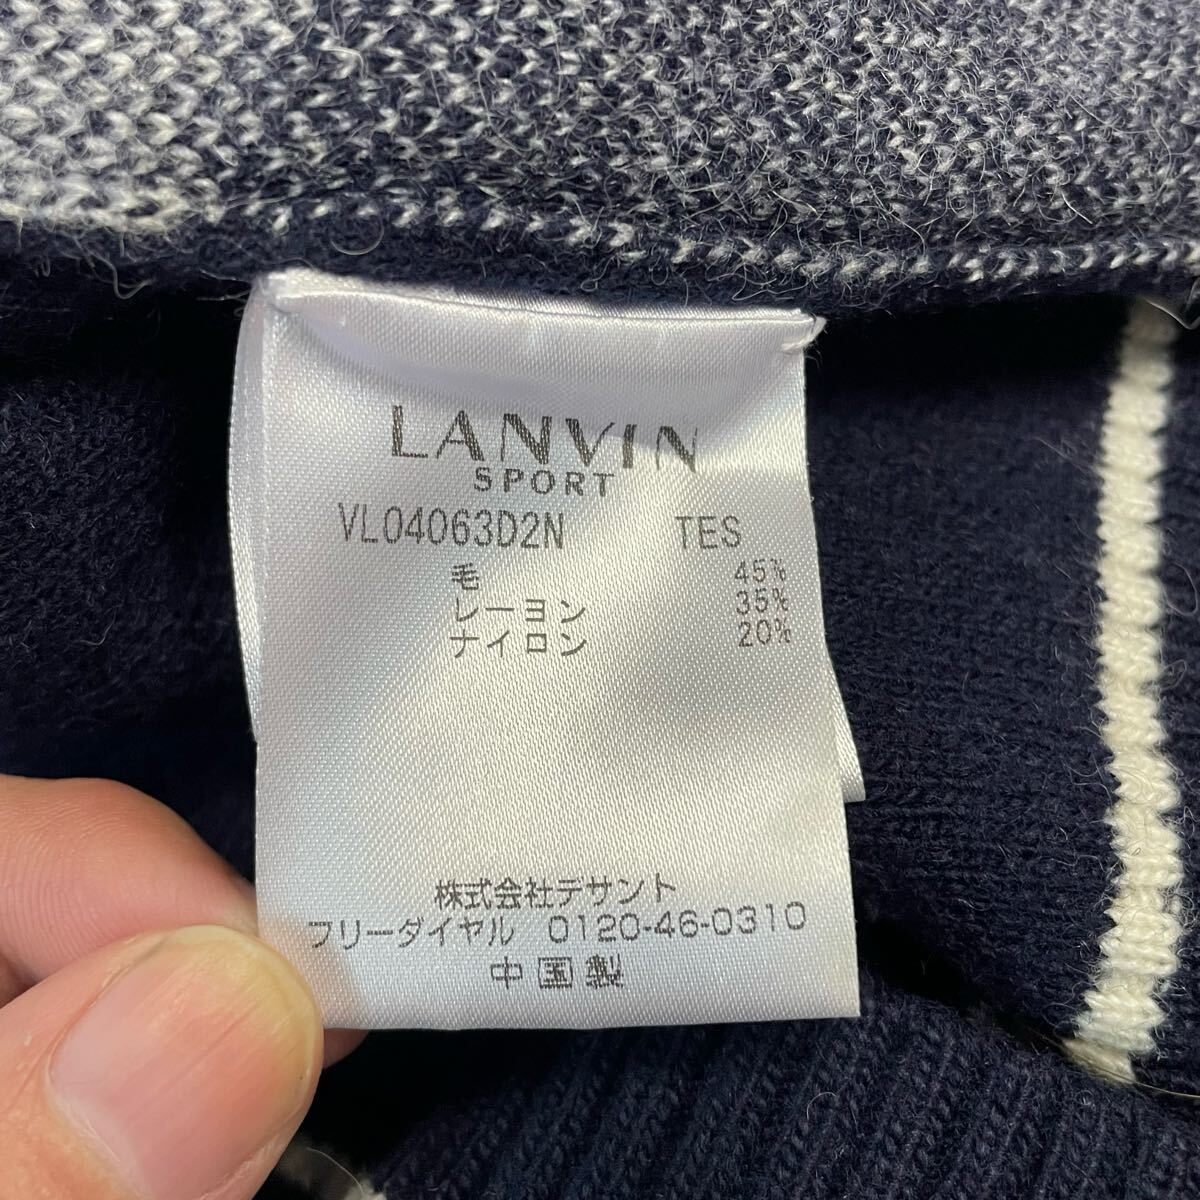 LANVIN
SPORT
VL04063D2N TES
毛 45%
レーヨン 35%
ナイロン 20%
株式会社デサント
フリーダイヤル 0120-46-0310
中国製